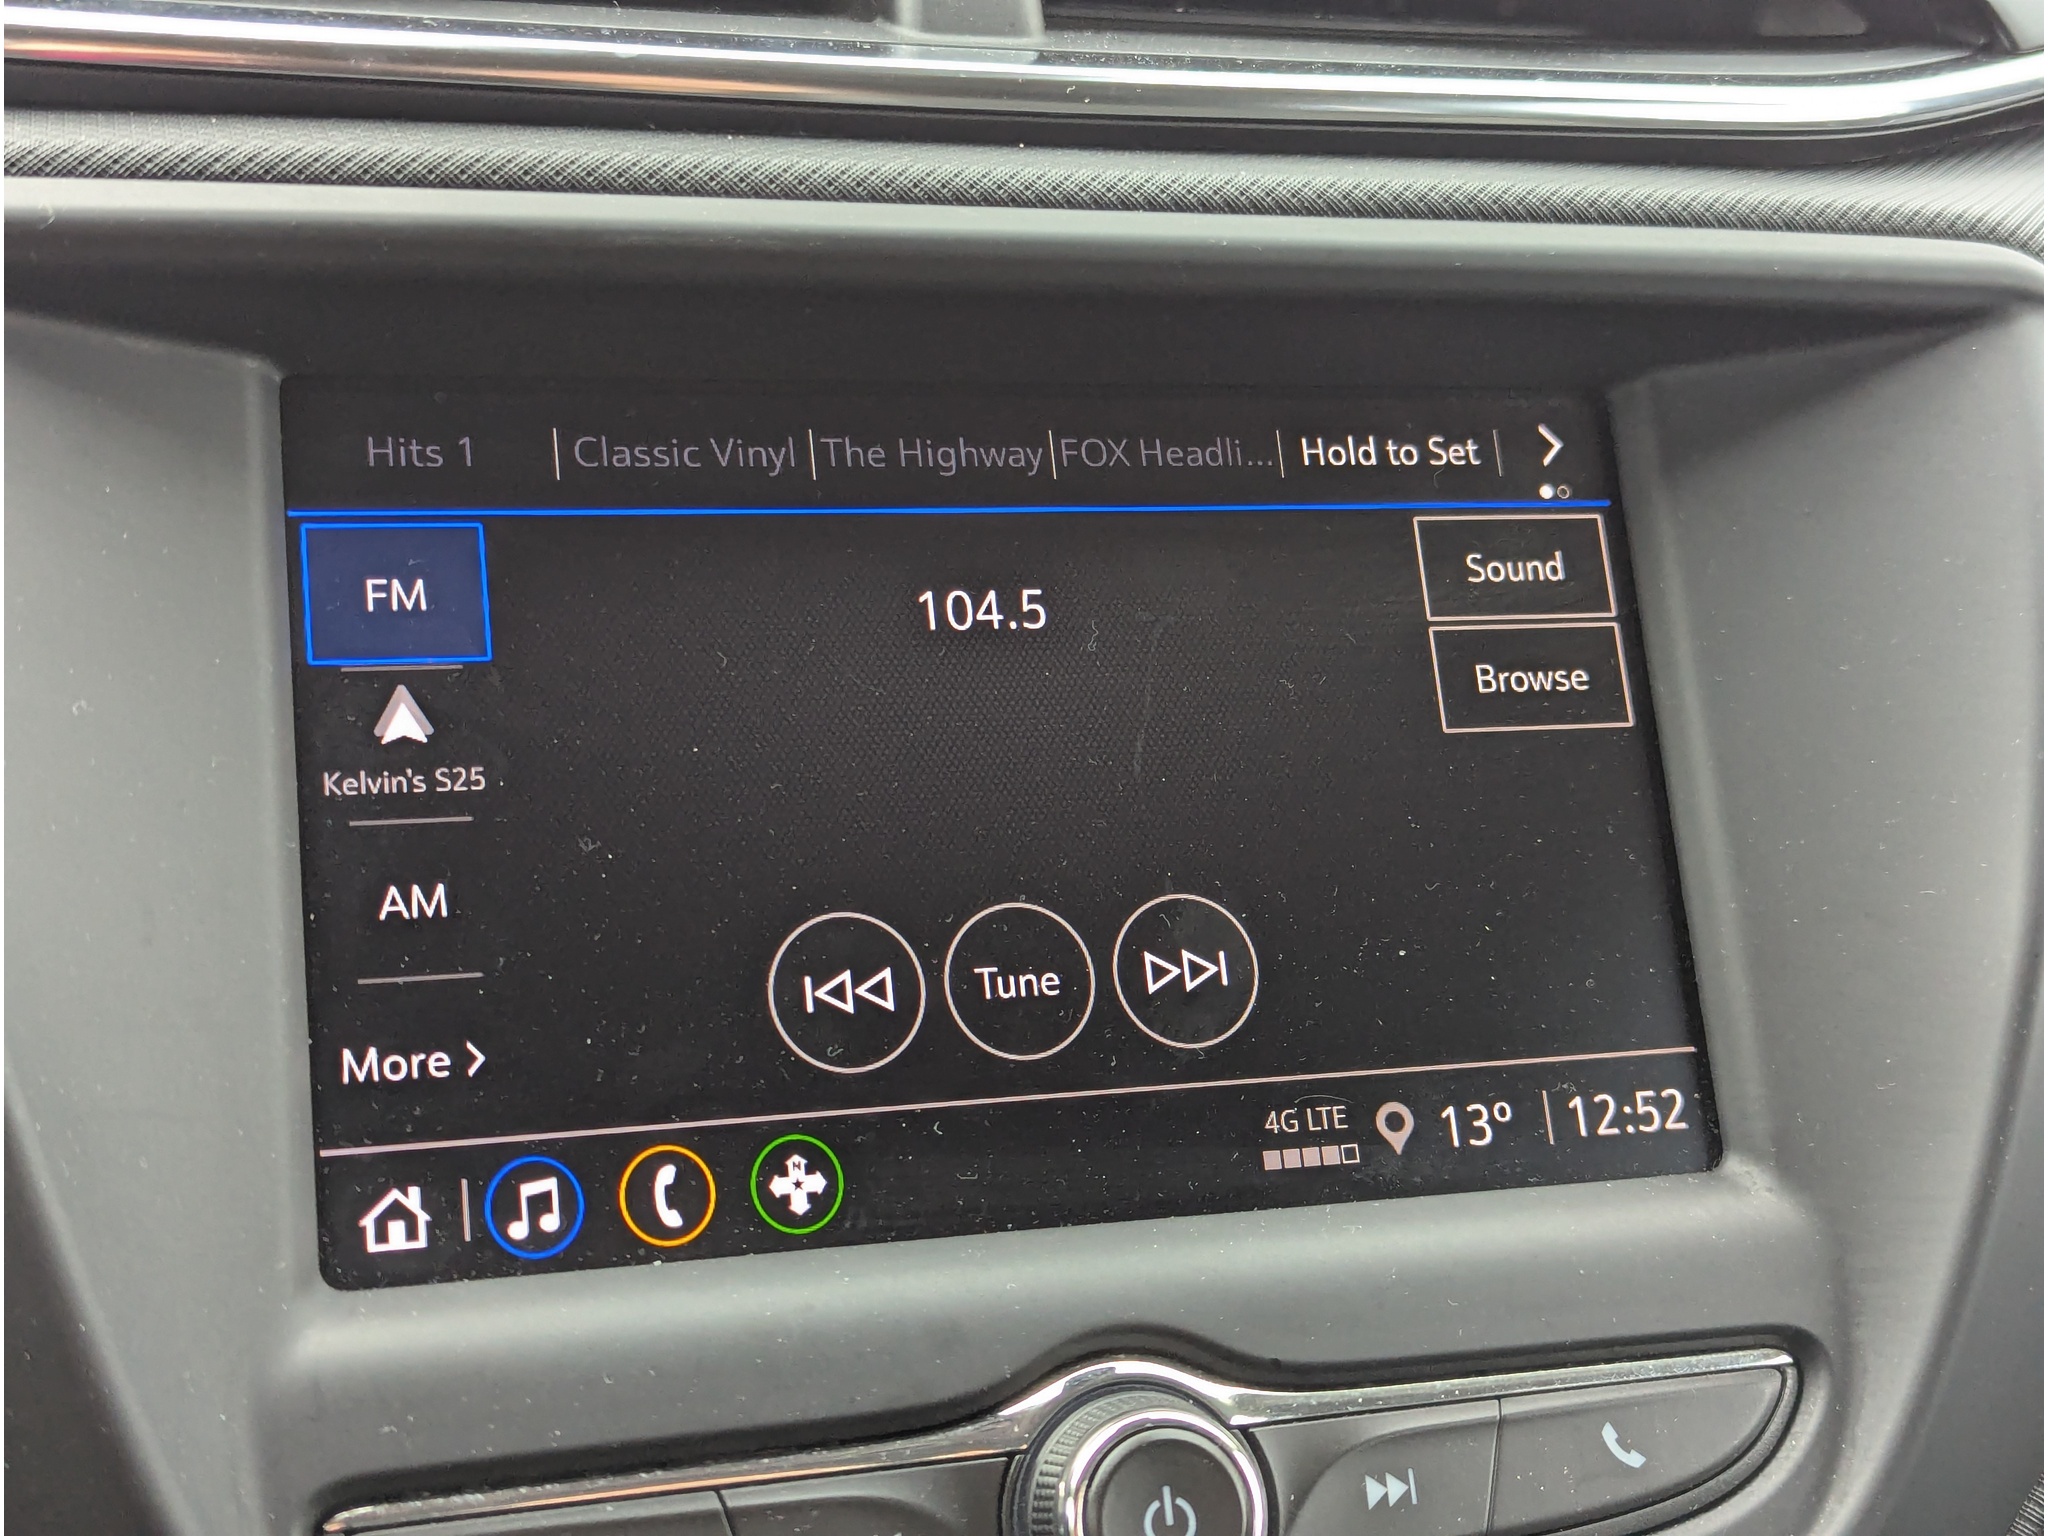 Hits 1 Classic Vinyl The Highway FOX Headli... Hold to Set
FM
104.5
Sound
Browse
Kelvin's S25
AM
Tune
More
4G LTE
13° 12:52
N